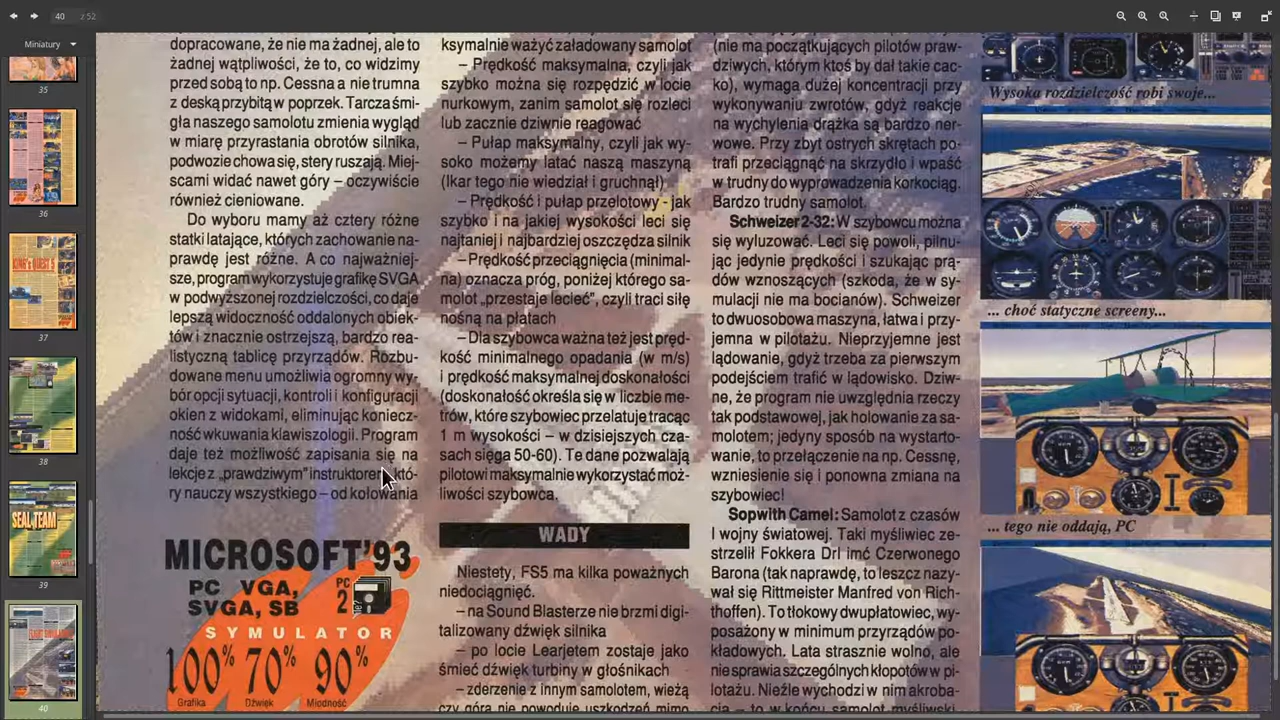 40 z 52
Miniatury
35
36
37
KING'S QUEST 5
38
39
SEAL TEAM
40
dopracowane, że nie ma żadnej, ale to
żadnej wątpliwości, że to, co widzimy
przed sobą to np. Cessna a nie trumna
z deską przybitą w poprzek. Tarcza śmi-
gła naszego samolotu zmienia wygląd
w miarę przyrastania obrotów silnika,
podwozie chowa się, stery ruszają. Miej-
scami widać nawet góry – oczywiście
również cieniowane.
Do wyboru mamy aż cztery różne
statki latające, których zachowanie na-
prawdę jest różne. A co najważniej-
sze, program wykorzystuje grafikę SVGA
w podwyższonej rozdzielczości, co daje
lepszą widoczność oddalonych obiek-
tów i znacznie ostrzejszą, bardzo rea-
listyczną tablicę przyrządów. Rozbu-
dowane menu umożliwia ogromny wy-
bór opcji sytuacji, kontroli i konfiguracji
okien z widokami, eliminując koniecz-
ność wkuwania klawiszologii. Program
daje też możliwość zapisania się na
lekcje z „prawdziwym" instruktorem, któ-
ry nauczy wszystkiego – od kołowania
MICROSOFT'93
PC VGA,
SVGA, SB
PC
2
SYMULATOR
100% 70% 90%
Grafika Dźwięk Miodność
ksymalnie ważyć załadowany samolot
– Prędkość maksymalna, czyli jak
szybko można się rozpędzić w locie
nurkowym, zanim samolot się rozleci
lub zacznie dziwnie reagować
– Pułap maksymalny, czyli jak wy-
soko możemy latać naszą maszyną
(Ikar tego nie wiedział i gruchnął)
– Prędkość i pułap przelotowy - jak
szybko i na jakiej wysokości leci się
najtaniej i najbardziej oszczędza silnik
– Prędkość przeciągnięcia (minimal-
na) oznacza próg, poniżej którego sa-
molot „przestaje lecieć", czyli traci siłę
nośną na płatach
– Dla szybowca ważna też jest pręd-
kość minimalnego opadania (w m/s)
i prędkość maksymalnej doskonałości
(doskonałość określa się w liczbie me-
trów, które szybowiec przelatuje tracąc
1 m wysokości – w dzisiejszych cza-
sach sięga 50-60). Te dane pozwalają
pilotowi maksymalnie wykorzystać moż-
liwości szybowca.
WADY
Niestety, FS5 ma kilka poważnych
niedociągnięć.
– na Sound Blasterze nie brzmi digi-
talizowany dźwięk silnika
– po locie Learjetem zostaje jako
śmieć dźwięk turbiny w głośnikach
– zderzenie z innym samolotem, wieżą
czy górą nie powoduje uszkodzeń mimo
(nie ma początkujących pilotów praw-
dziwych, którym ktoś by dał takie cac-
ko), wymaga dużej koncentracji przy
wykonywaniu zwrotów, gdyż reakcje
na wychylenia drążka są bardzo ner-
wowe. Przy zbyt ostrych skrętach po-
trafi przeciągnąć na skrzydło i wpaść
w trudny do wyprowadzenia korkociąg.
Bardzo trudny samolot.
Schweizer 2-32: W szybowcu można
się wyluzować. Leci się powoli, pilnu-
jąc jedynie prędkości i szukając prą-
dów wznoszących (szkoda, że w sy-
mulacji nie ma bocianów). Schweizer
to dwuosobowa maszyna, łatwa i przy-
jemna w pilotażu. Nieprzyjemne jest
lądowanie, gdyż trzeba za pierwszym
podejściem trafić w lądowisko. Dziw-
ne, że program nie uwzględnia rzeczy
tak podstawowej, jak holowanie za sa-
molotem; jedyny sposób na wystarto-
wanie, to przełączenie na np. Cessnę,
wzniesienie się i ponowna zmiana na
szybowiec!
Sopwith Camel: Samolot z czasów
I wojny światowej. Taki myśliwiec ze-
strzelił Fokkera DrI imć Czerwonego
Barona (tak naprawdę, to leszcz nazy-
wał się Rittmeister Manfred von Rich-
thoffen). To tłokowy dwupłatowiec, wy-
posażony w minimum przyrządów po-
kładowych. Lata strasznie wolno, ale
nie sprawia szczególnych kłopotów w pi-
lotażu. Nieźle wychodzi w nim akroba-
cja – to w końcu samolot myśliwski.
Wysoka rozdzielczość robi swoje...
... choć statyczne screeny...
... tego nie oddają, PC